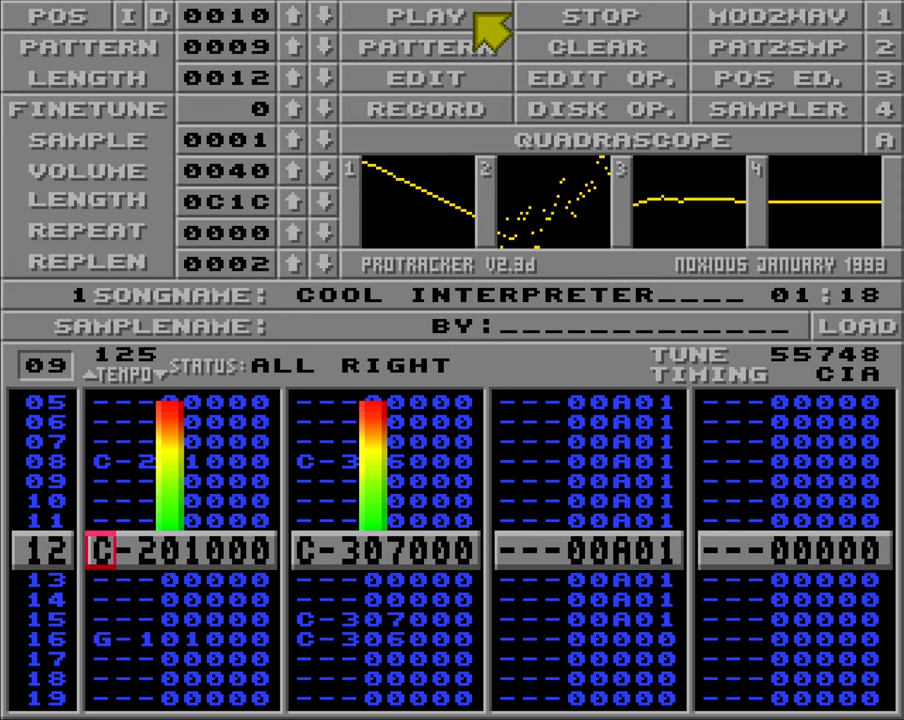 POS I D 0010 PLAY STOP MOD2WAV 1
PATTERN 0009 PATTERN CLEAR PAT2SMP 2
LENGTH 0012 EDIT EDIT OP. POS ED. 3
FINETUNE 0 RECORD DISK OP. SAMPLER 4
SAMPLE 0001 QUADRASCOPE A
VOLUME 0040 1 2 3 4
LENGTH 0C1C
REPEAT 0000
REPLEN 0002 PROTRACKER V2.3d NOXIOUS JANUARY 1993
1 SONGNAME: COOL INTERPRETER____ 01:18
SAMPLENAME: BY:_______________ LOAD
09 125 TEMPO STATUS: ALL RIGHT TUNE 55748
TIMING CIA
05 ---00000 ---00000 ---00A01 ---00000
06 ---00000 ---00000 ---00A01 ---00000
07 ---00000 ---00000 ---00A01 ---00000
08 C-201000 C-306000 ---00A01 ---00000
09 ---00000 ---00000 ---00A01 ---00000
10 ---00000 ---00000 ---00A01 ---00000
11 ---00000 ---00000 ---00A01 ---00000
12 C-201000 C-307000 ---00A01 ---00000
13 ---00000 ---00000 ---00A01 ---00000
14 ---00000 ---00000 ---00A01 ---00000
15 ---00000 C-307000 ---00A01 ---00000
16 G-101000 C-306000 ---00000 ---00000
17 ---00000 ---00000 ---00000 ---00000
18 ---00000 ---00000 ---00000 ---00000
19 ---00000 ---00000 ---00000 ---00000